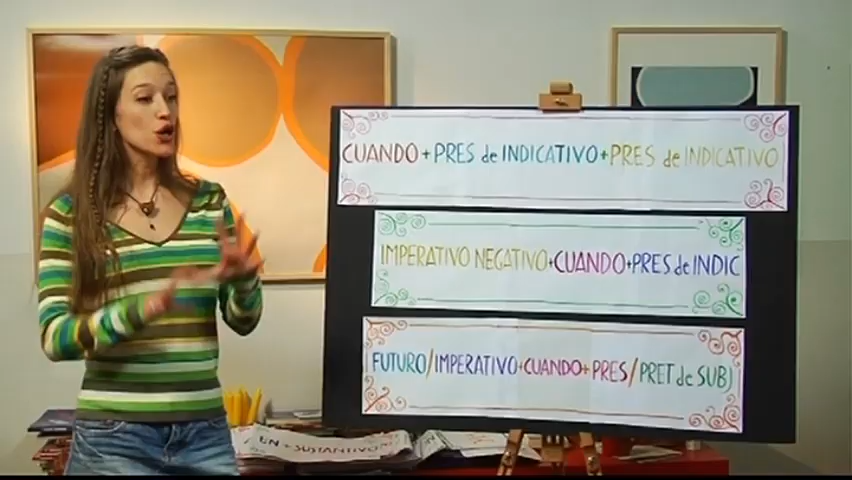 CUANDO + PRES de INDICATIVO + PRES de INDICATIVO
IMPERATIVO NEGATIVO + CUANDO + PRES de INDIC
FUTURO/IMPERATIVO + CUANDO + PRES/PRET de SUBJ
UN + SUSTANTIVO